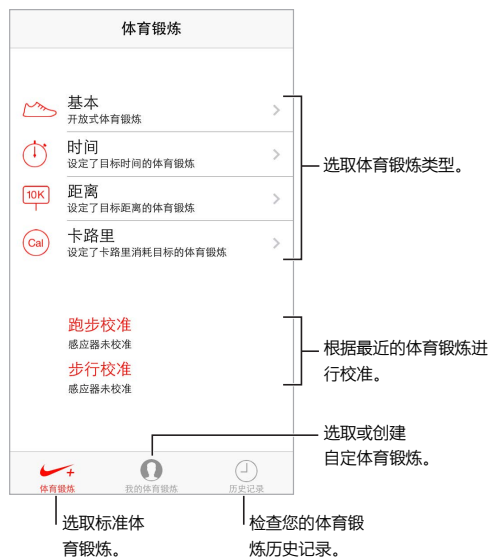 体育锻炼
基本
开放式体育锻炼
时间
设定了目标时间的体育锻炼
10K
距离
设定了目标距离的体育锻炼
Cal
卡路里
设定了卡路里消耗目标的体育锻炼
选取体育锻炼类型。
跑步校准
感应器未校准
步行校准
感应器未校准
根据最近的体育锻炼进
行校准。
选取或创建
自定体育锻炼。
体育锻炼
我的体育锻炼
历史记录
选取标准体
育锻炼。
检查您的体育锻
炼历史记录。